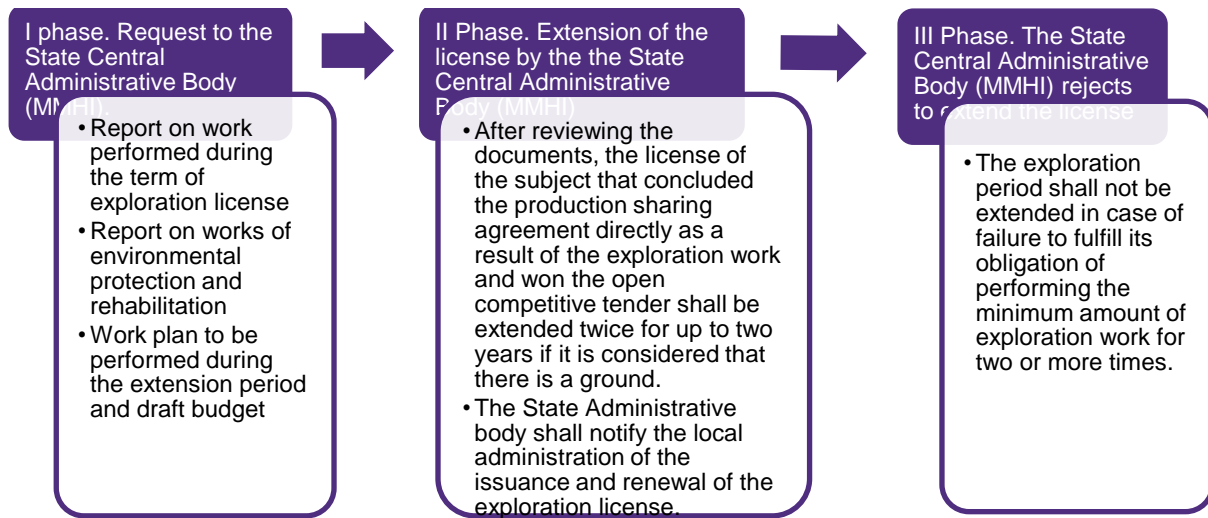 I phase. Request to the
State Central
Administrative Body
(MMHI).
• Report on work
performed during
the term of
exploration license
• Report on works of
environmental
protection and
rehabilitation
• Work plan to be
performed during
the extension period
and draft budget
II Phase. Extension of the
license by the the State
Central Administrative
Body (MMHI)
• After reviewing the
documents, the license of
the subject that concluded
the production sharing
agreement directly as a
result of the exploration work
and won the open
competitive tender shall be
extended twice for up to two
years if it is considered that
there is a ground.
• The State Administrative
body shall notify the local
administration of the
issuance and renewal of the
exploration license.
III Phase. The State
Central Administrative
Body (MMHI) rejects
to extend the license
• The exploration
period shall not be
extended in case of
failure to fulfill its
obligation of
performing the
minimum amount of
exploration work for
two or more times.